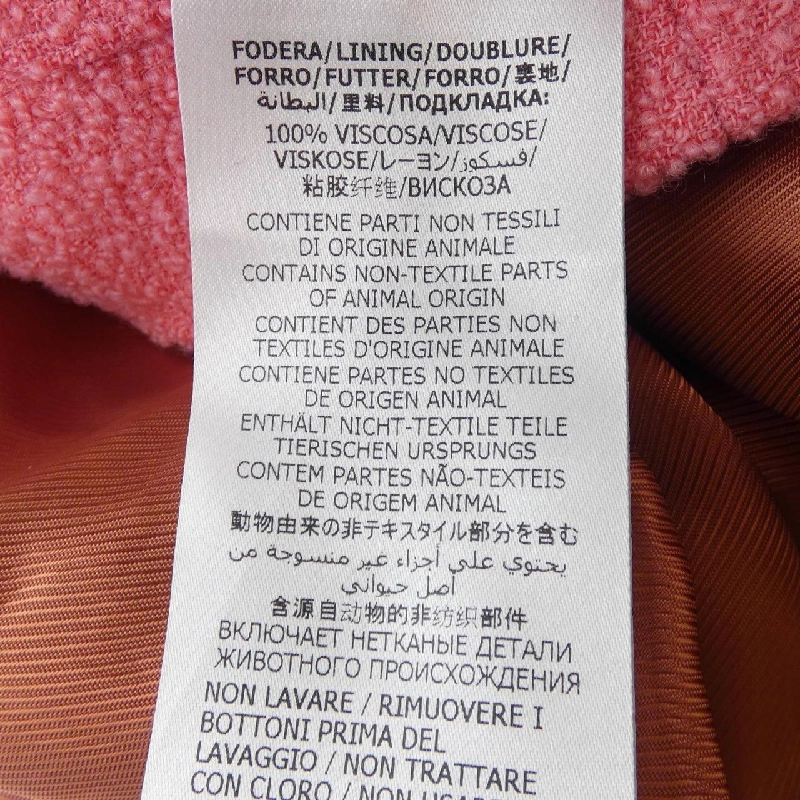 FODERA/LINING/DOUBLURE/
FORRO/FUTTER/FORRO/裏地/
البطانة/里料/ПОДКЛАДКА:
100% VISCOSA/VISCOSE/
VISKOSE/レーヨン/فسكوز/
粘胶纤维/ВИСКОЗА
CONTIENE PARTI NON TESSILI
DI ORIGINE ANIMALE
CONTAINS NON-TEXTILE PARTS
OF ANIMAL ORIGIN
CONTIENT DES PARTIES NON
TEXTILES D'ORIGINE ANIMALE
CONTIENE PARTES NO TEXTILES
DE ORIGEN ANIMAL
ENTHÄLT NICHT-TEXTILE TEILE
TIERISCHEN URSPRUNGS
CONTEM PARTES NÃO-TEXTEIS
DE ORIGEM ANIMAL
動物由来の非テキスタイル部分を含む
يحتوي على أجزاء غير منسوجة من
أصل حيواني
含源自动物的非纺织部件
ВКЛЮЧАЕТ НЕТКАНЫЕ ДЕТАЛИ
ЖИВОТНОГО ПРОИСХОЖДЕНИЯ
NON LAVARE / RIMUOVERE I
BOTTONI PRIMA DEL
LAVAGGIO / NON TRATTARE
CON CLORO / NON USARE